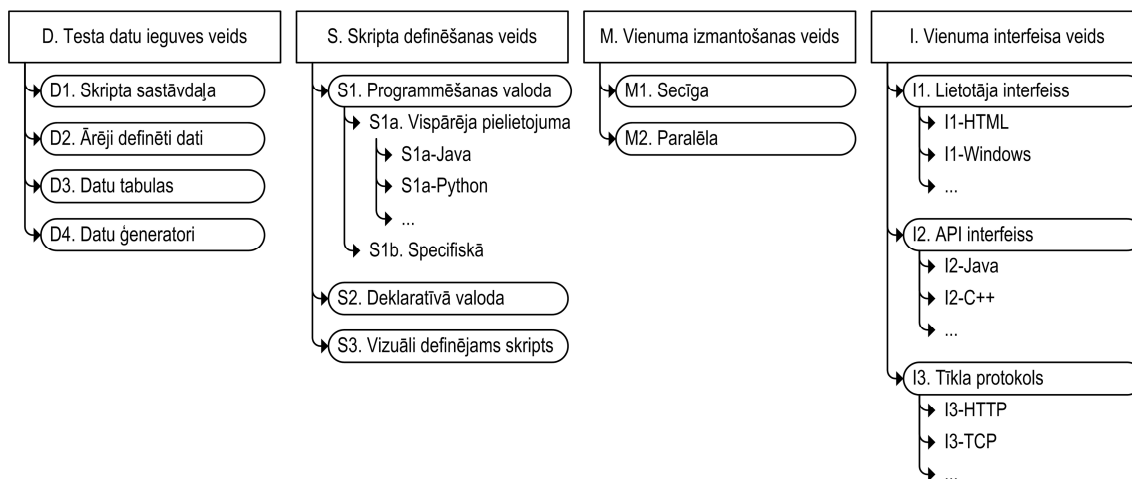 D. Testa datu ieguves veids
D1. Skripta sastāvdaļa
D2. Ārēji definēti dati
D3. Datu tabulas
D4. Datu ģeneratori
S. Skripta definēšanas veids
S1. Programmēšanas valoda
S1a. Vispārēja pielietojuma
S1a-Java
S1a-Python
...
S1b. Specifiskā
S2. Deklaratīvā valoda
S3. Vizuāli definējams skripts
M. Vienuma izmantošanas veids
M1. Secīga
M2. Paralēla
I. Vienuma interfeisa veids
I1. Lietotāja interfeiss
I1-HTML
I1-Windows
...
I2. API interfeiss
I2-Java
I2-C++
...
I3. Tīkla protokols
I3-HTTP
I3-TCP
...